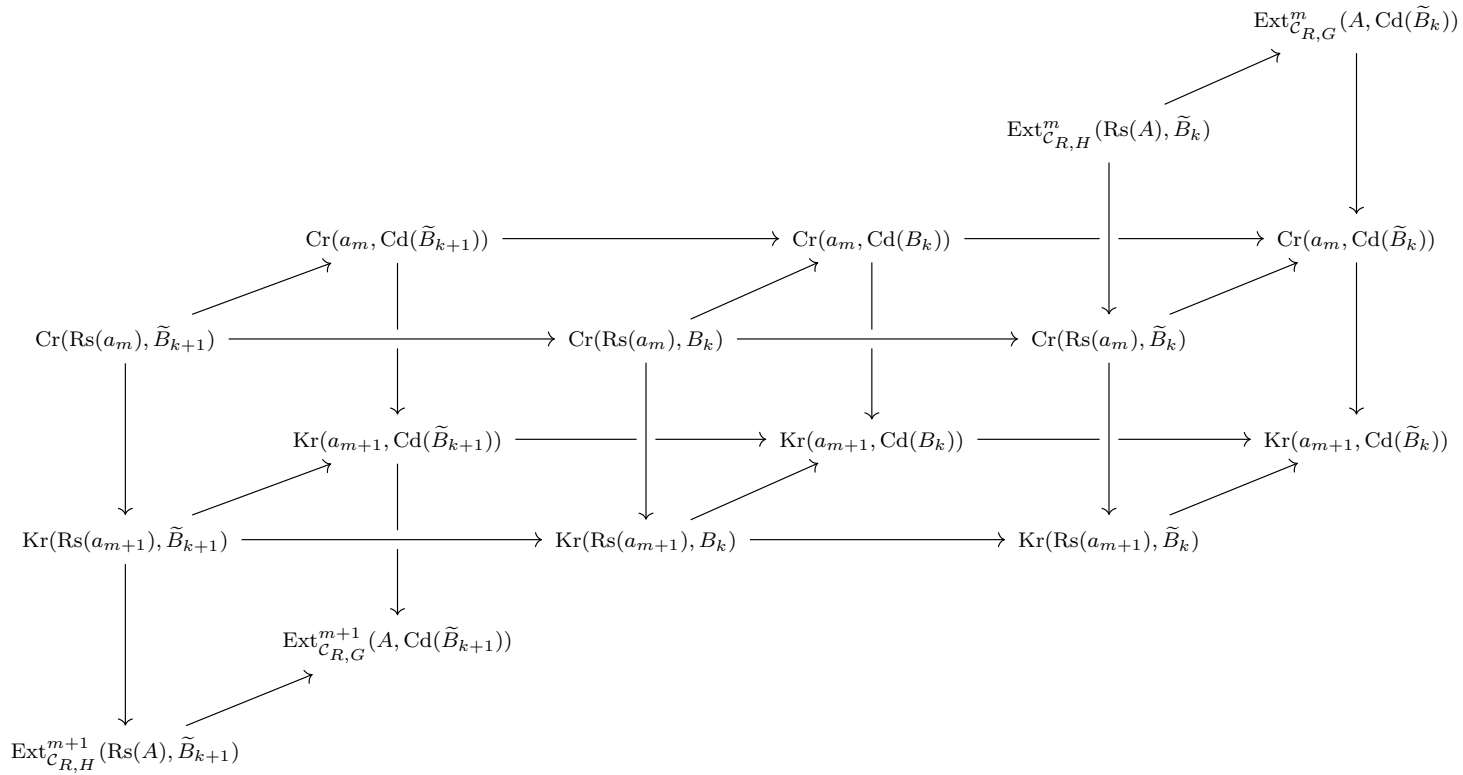 Ext^m_{𝒞_{R,G}}(A, Cd(B̃_k))
Ext^m_{𝒞_{R,H}}(Rs(A), B̃_k)
Cr(a_m, Cd(B̃_{k+1})) Cr(a_m, Cd(B_k)) Cr(a_m, Cd(B̃_k))
Cr(Rs(a_m), B̃_{k+1}) Cr(Rs(a_m), B_k) Cr(Rs(a_m), B̃_k)
Kr(a_{m+1}, Cd(B̃_{k+1})) Kr(a_{m+1}, Cd(B_k)) Kr(a_{m+1}, Cd(B̃_k))
Kr(Rs(a_{m+1}), B̃_{k+1}) Kr(Rs(a_{m+1}), B_k) Kr(Rs(a_{m+1}), B̃_k)
Ext^{m+1}_{𝒞_{R,G}}(A, Cd(B̃_{k+1}))
Ext^{m+1}_{𝒞_{R,H}}(Rs(A), B̃_{k+1})